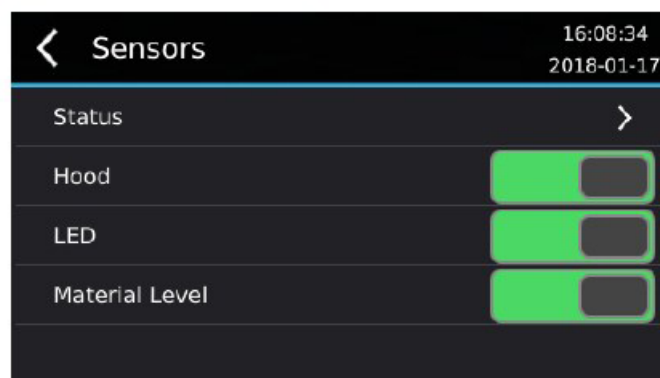 Sensors
16:08:34
2018-01-17
Status
Hood
LED
Material Level